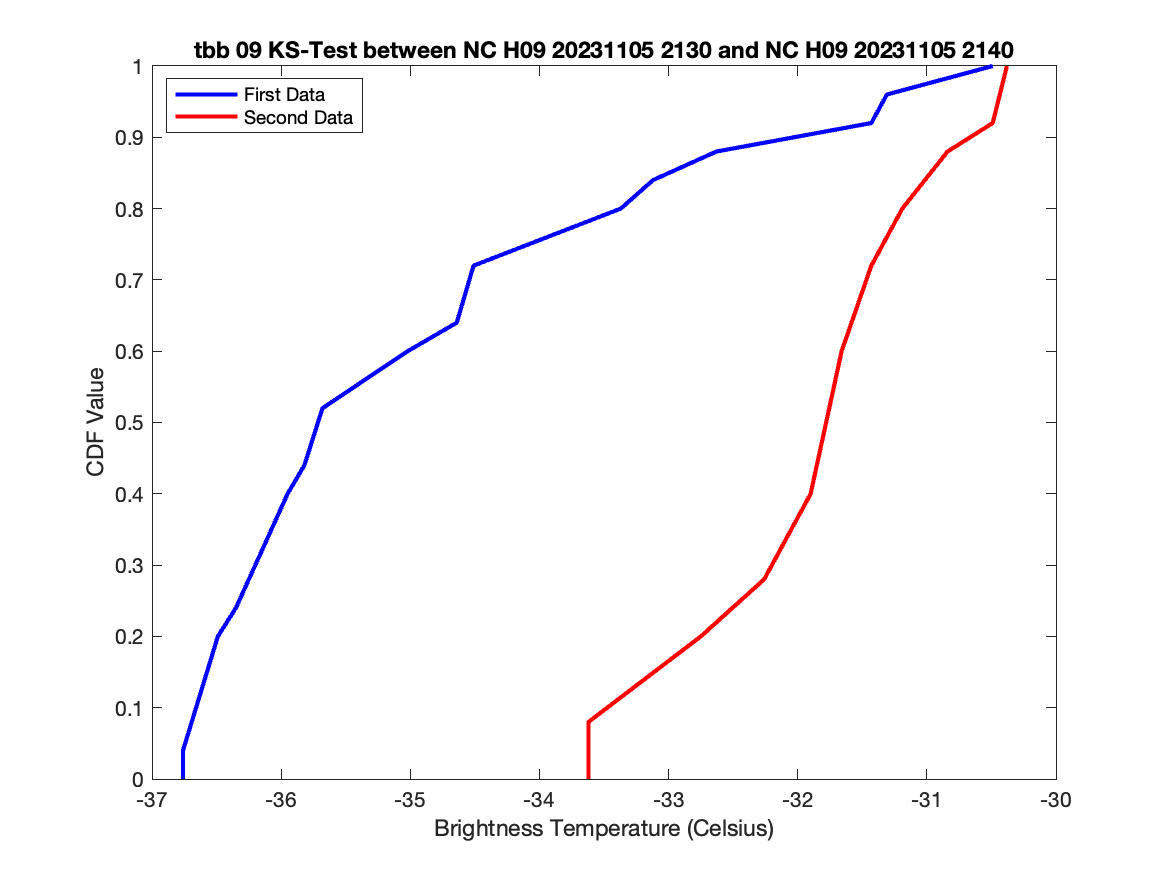 tbb 09 KS-Test between NC H09 20231105 2130 and NC H09 20231105 2140
First Data
Second Data
1
0.9
0.8
0.7
0.6
0.5
0.4
0.3
0.2
0.1
0
CDF Value
-37 -36 -35 -34 -33 -32 -31 -30
Brightness Temperature (Celsius)